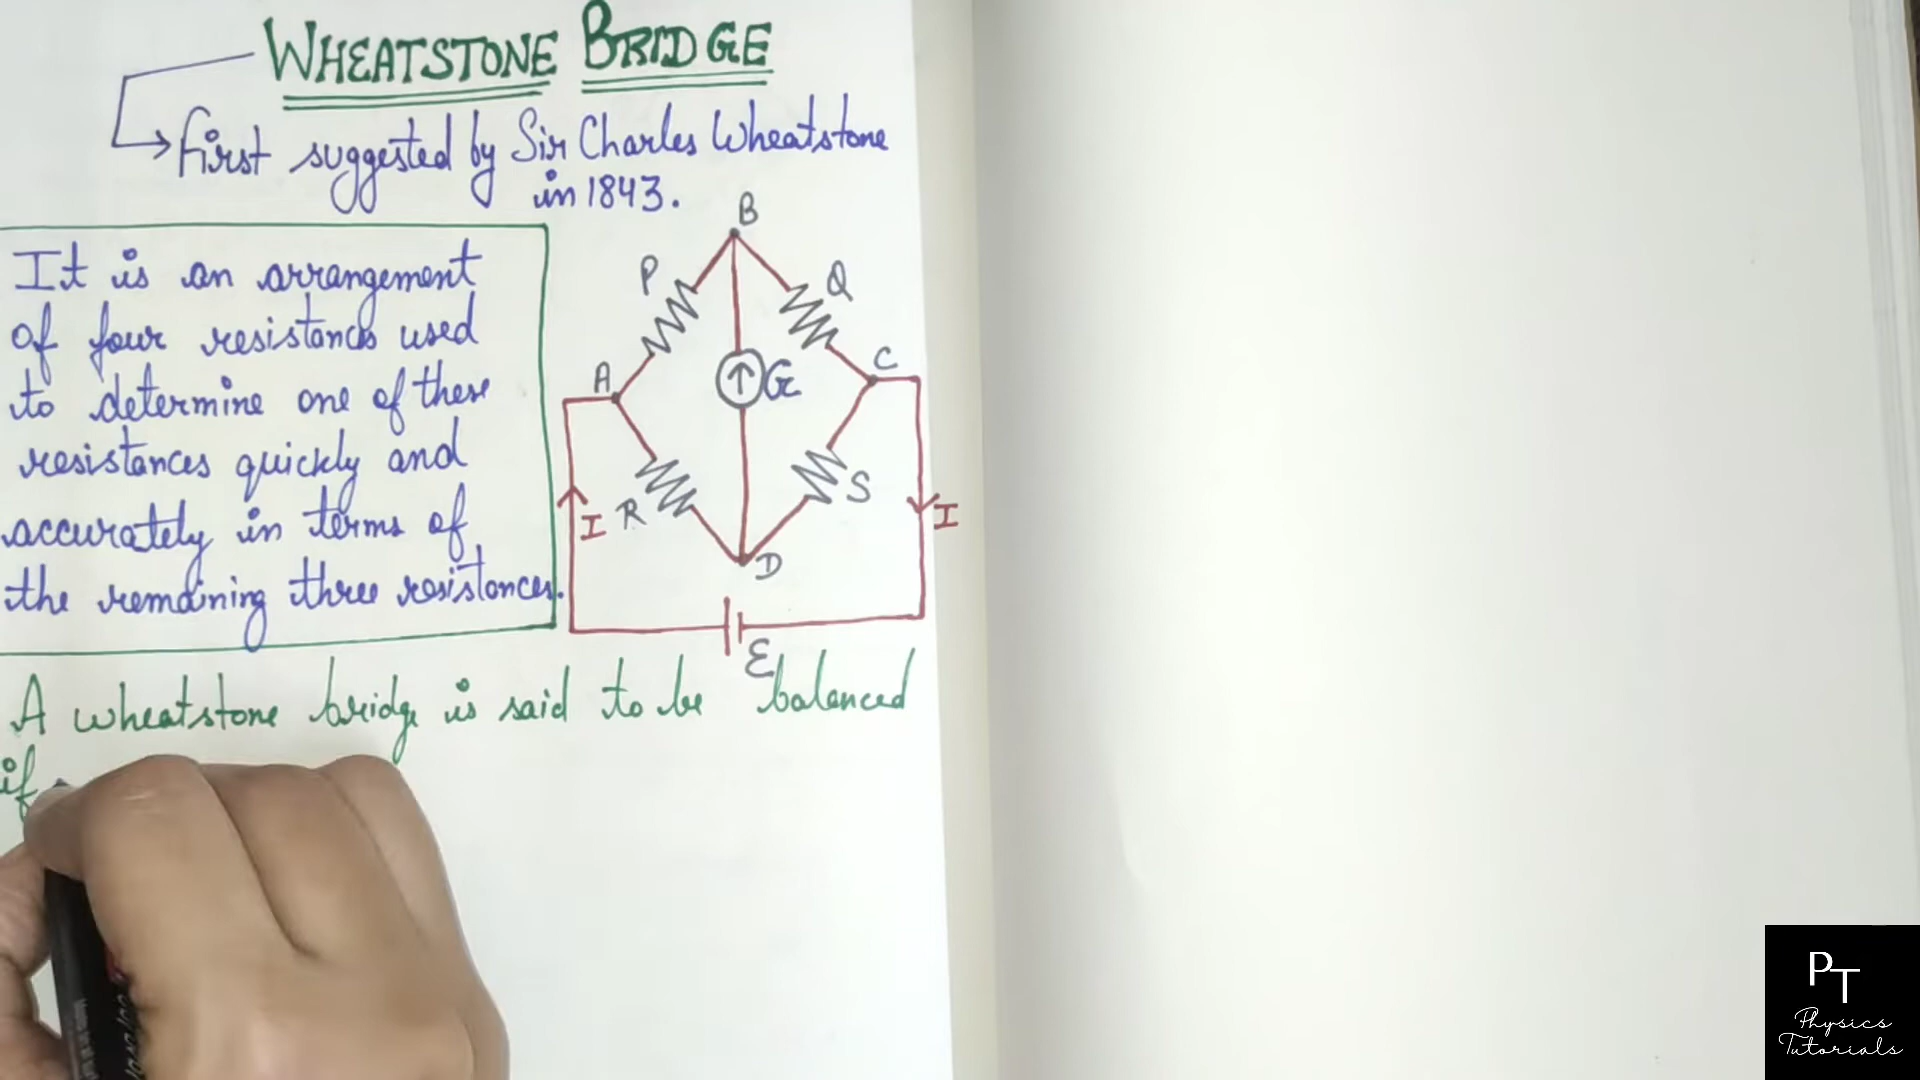 WHEATSTONE BRIDGE
First suggested by Sir Charles Wheatstone
in 1843.
It is an arrangement
of four resistances used
to determine one of these
resistances quickly and
accurately in terms of
the remaining three resistances.
B
P
Q
A
C
G
R
S
I
I
D
ε
A wheatstone bridge is said to be balanced
if
PT
Physics
Tutorials